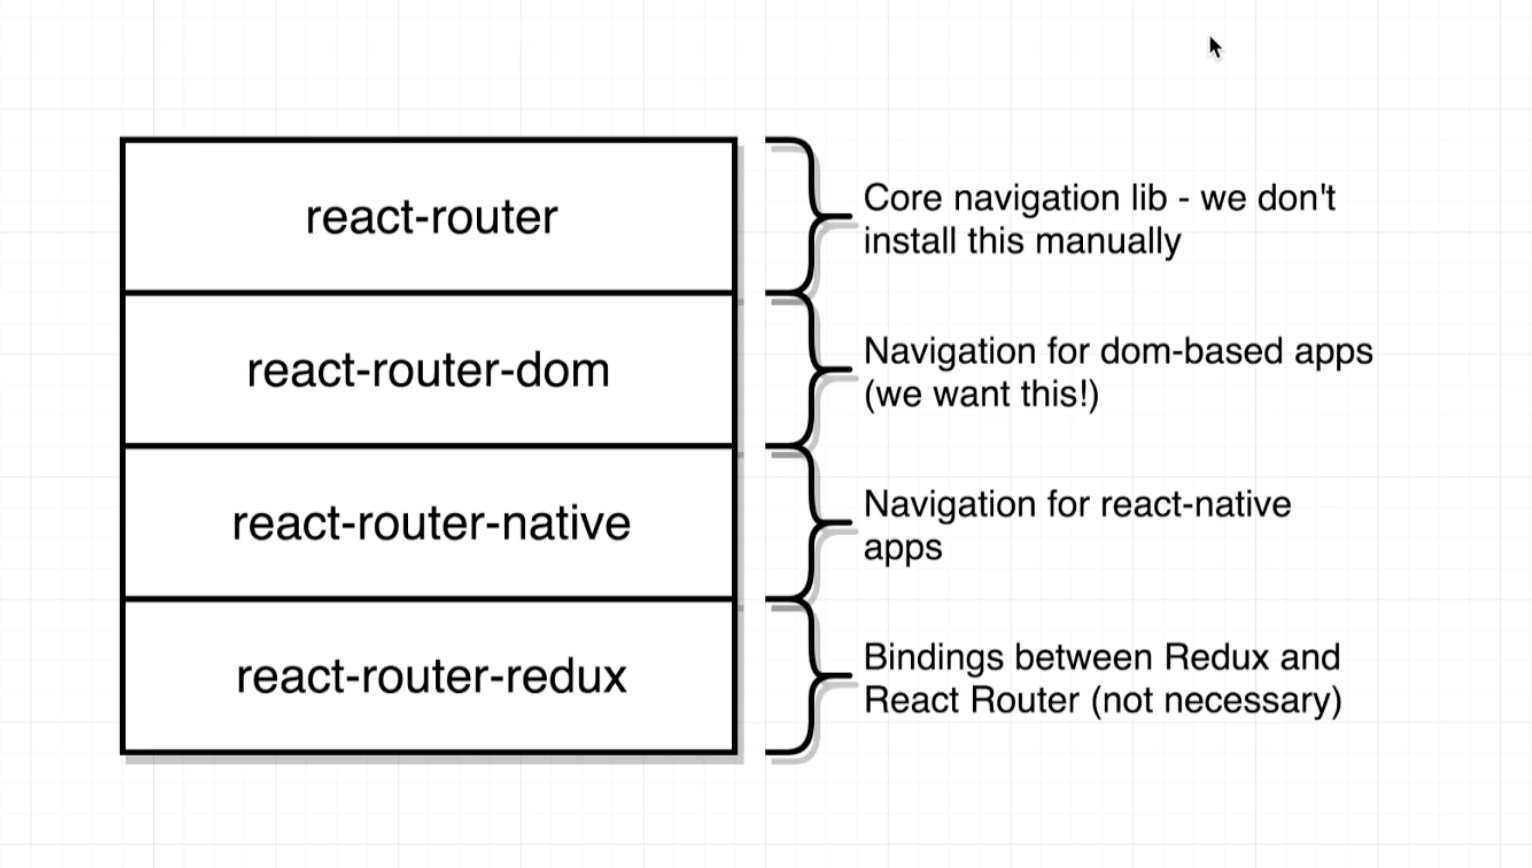 react-router
Core navigation lib - we don't
install this manually
react-router-dom
Navigation for dom-based apps
(we want this!)
react-router-native
Navigation for react-native
apps
react-router-redux
Bindings between Redux and
React Router (not necessary)